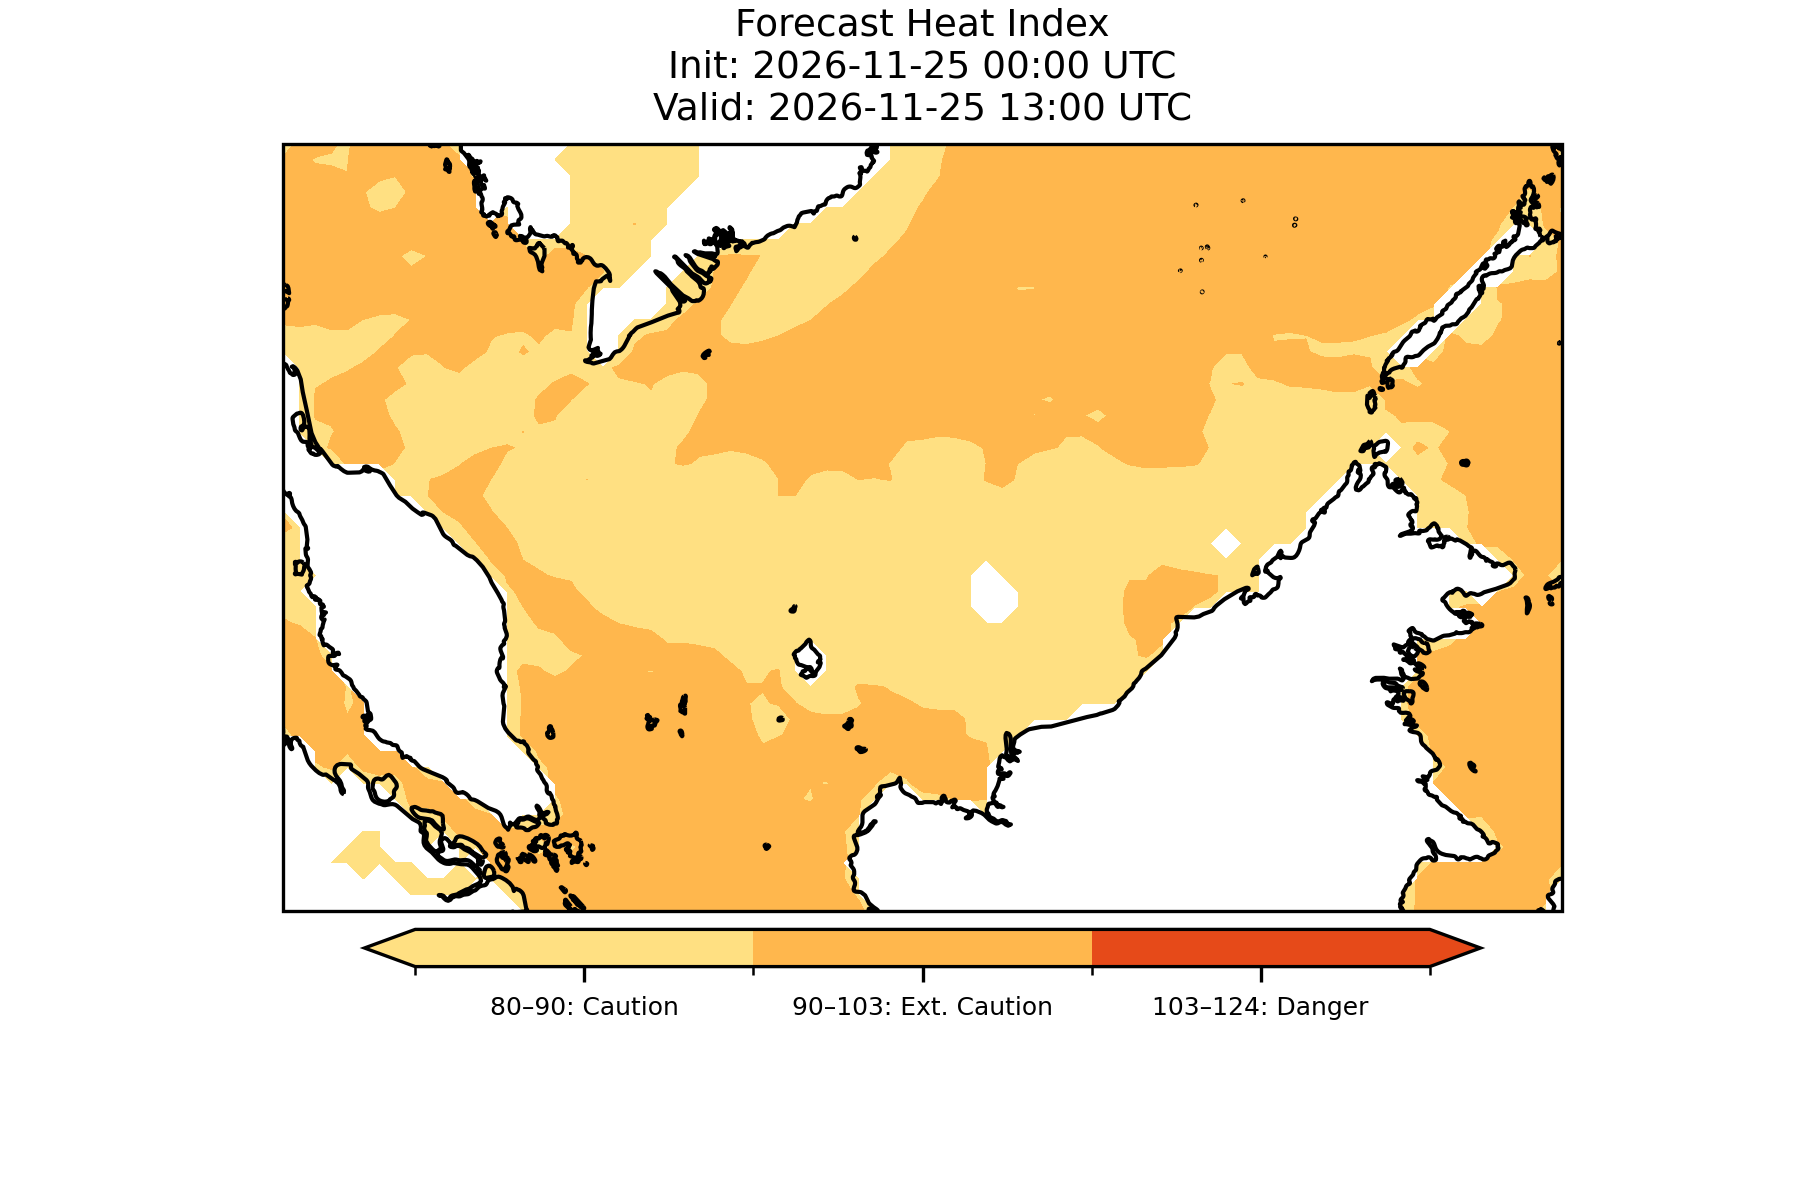 Forecast Heat Index
Init: 2026-11-25 00:00 UTC
Valid: 2026-11-25 13:00 UTC
80–90: Caution
90–103: Ext. Caution
103–124: Danger